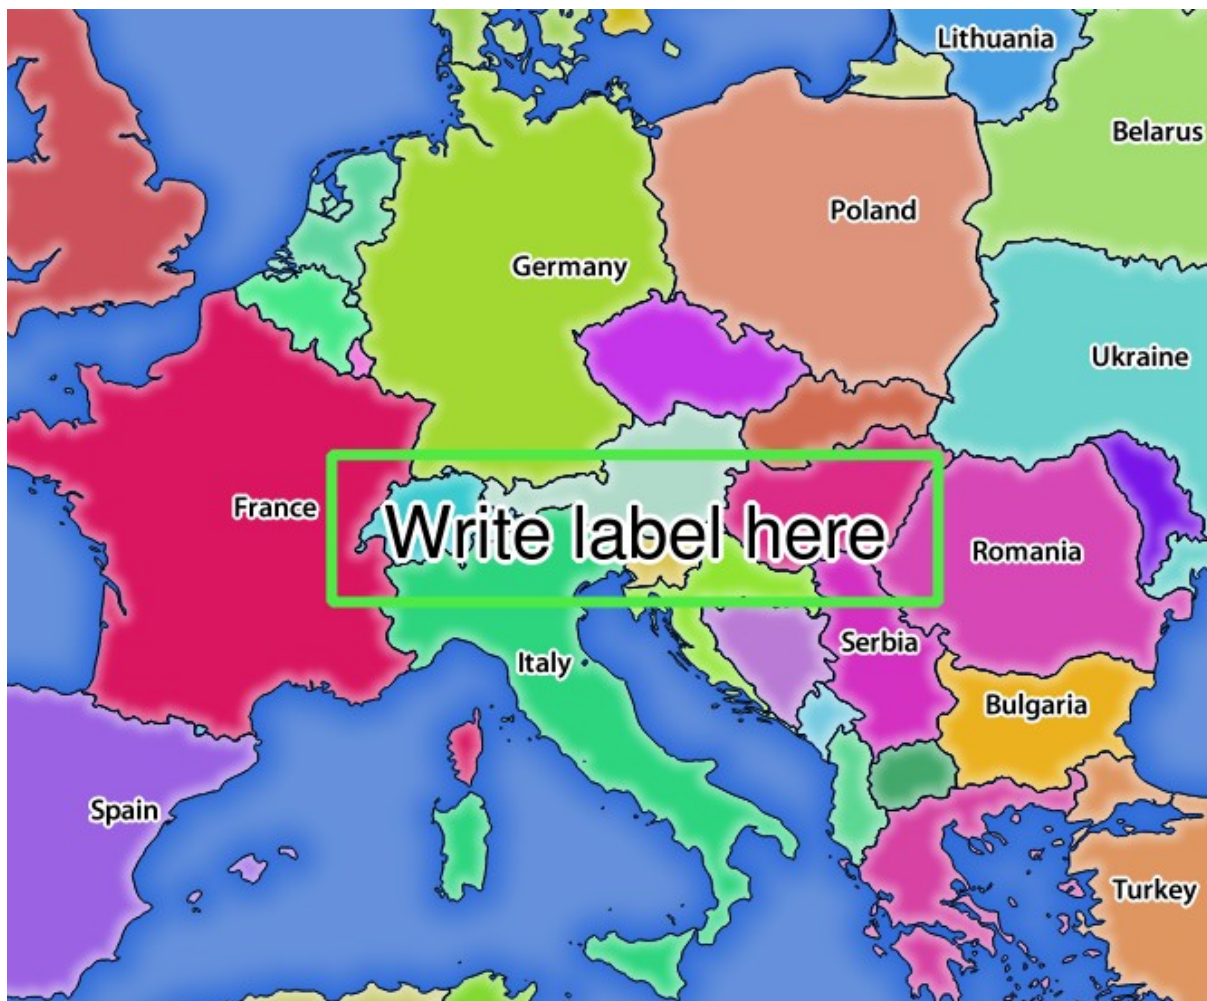 Lithuania
Belarus
Poland
Germany
Ukraine
France
Write label here
Romania
Serbia
Italy
Bulgaria
Spain
Turkey